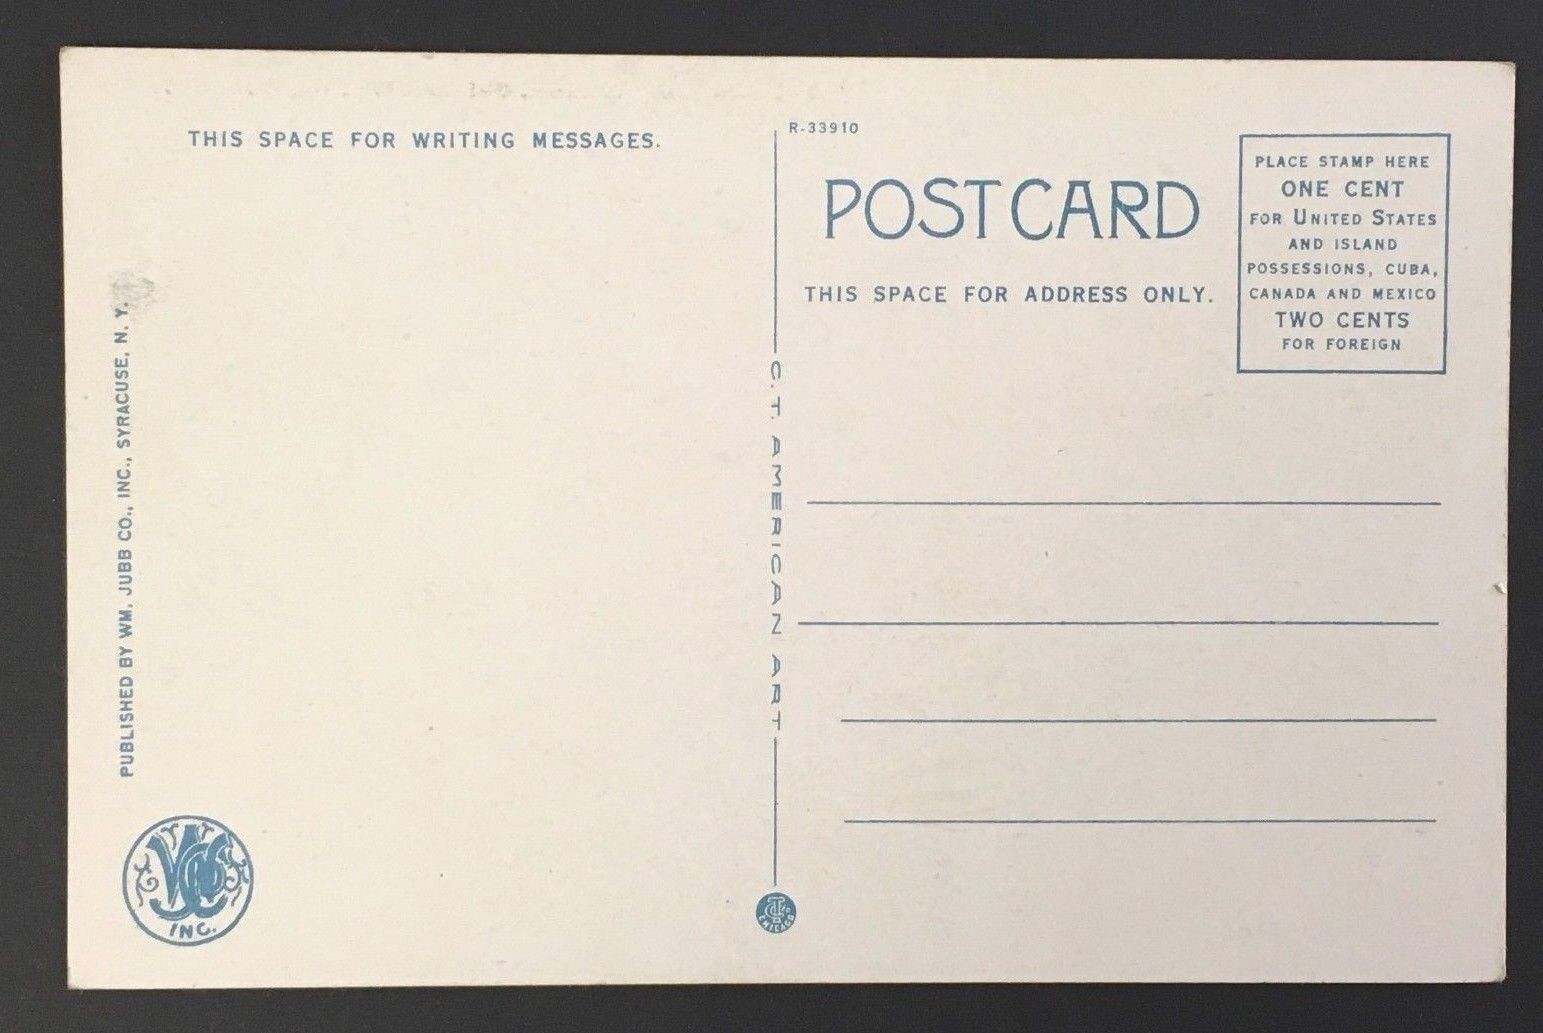 THIS SPACE FOR WRITING MESSAGES.
PUBLISHED BY WM. JUBB CO., INC., SYRACUSE, N. Y.
INC.
C. T. AMERICAN ART
CHICAGO
R-33910
POST CARD
THIS SPACE FOR ADDRESS ONLY.
PLACE STAMP HERE
ONE CENT
FOR UNITED STATES
AND ISLAND
POSSESSIONS, CUBA,
CANADA AND MEXICO
TWO CENTS
FOR FOREIGN